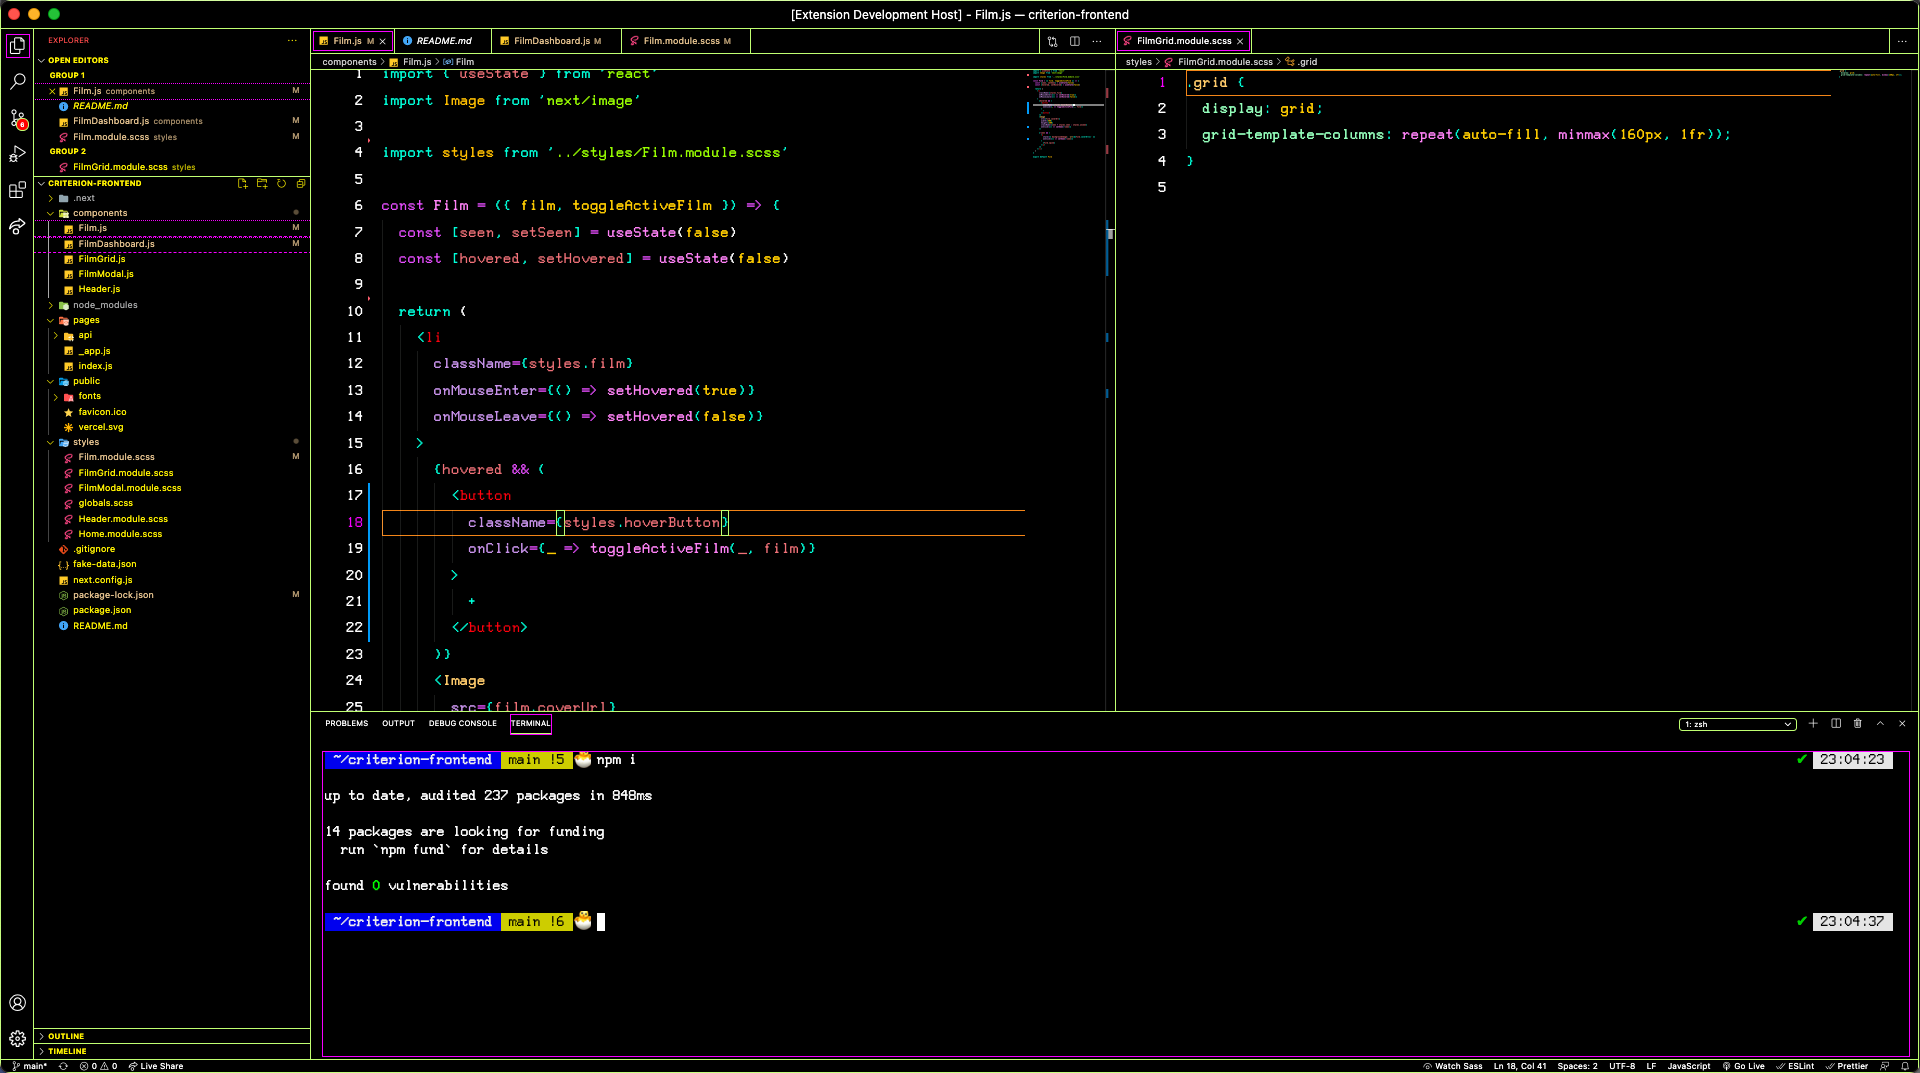 [Extension Development Host] - Film.js — criterion-frontend
EXPLORER
OPEN EDITORS
GROUP 1
Film.js components M
README.md
FilmDashboard.js components M
Film.module.scss styles M
GROUP 2
FilmGrid.module.scss styles
CRITERION-FRONTEND
.next
components
Film.js M
FilmDashboard.js M
FilmGrid.js
FilmModal.js
Header.js
node_modules
pages
api
_app.js
index.js
public
fonts
favicon.ico
vercel.svg
styles
Film.module.scss M
FilmGrid.module.scss
FilmModal.module.scss
globals.scss
Header.module.scss
Home.module.scss
.gitignore
fake-data.json
next.config.js
package-lock.json M
package.json
README.md
OUTLINE
TIMELINE
Film.js M README.md FilmDashboard.js M Film.module.scss M
components > Film.js > Film
1 import { useState } from 'react'
2 import Image from 'next/image'
3
4 import styles from '../styles/Film.module.scss'
5
6 const Film = ({ film, toggleActiveFilm }) => {
7 const [seen, setSeen] = useState(false)
8 const [hovered, setHovered] = useState(false)
9
10 return (
11 <li
12 className={styles.film}
13 onMouseEnter={() => setHovered(true)}
14 onMouseLeave={() => setHovered(false)}
15 >
16 {hovered && (
17 <button
18 className={styles.hoverButton}
19 onClick={_ => toggleActiveFilm(_, film)}
20 >
21 +
22 </button>
23 )}
24 <Image
25 src={film.coverUrl}
FilmGrid.module.scss
styles > FilmGrid.module.scss > .grid
1 .grid {
2 display: grid;
3 grid-template-columns: repeat(auto-fill, minmax(160px, 1fr));
4 }
5
PROBLEMS OUTPUT DEBUG CONSOLE TERMINAL 1: zsh
~/criterion-frontend main !5 npm i ✔ 23:04:23
up to date, audited 237 packages in 848ms
14 packages are looking for funding
run `npm fund` for details
found 0 vulnerabilities
~/criterion-frontend main !6 ✔ 23:04:37
main* 0 0 Live Share Watch Sass Ln 18, Col 41 Spaces: 2 UTF-8 LF JavaScript Go Live ESLint Prettier